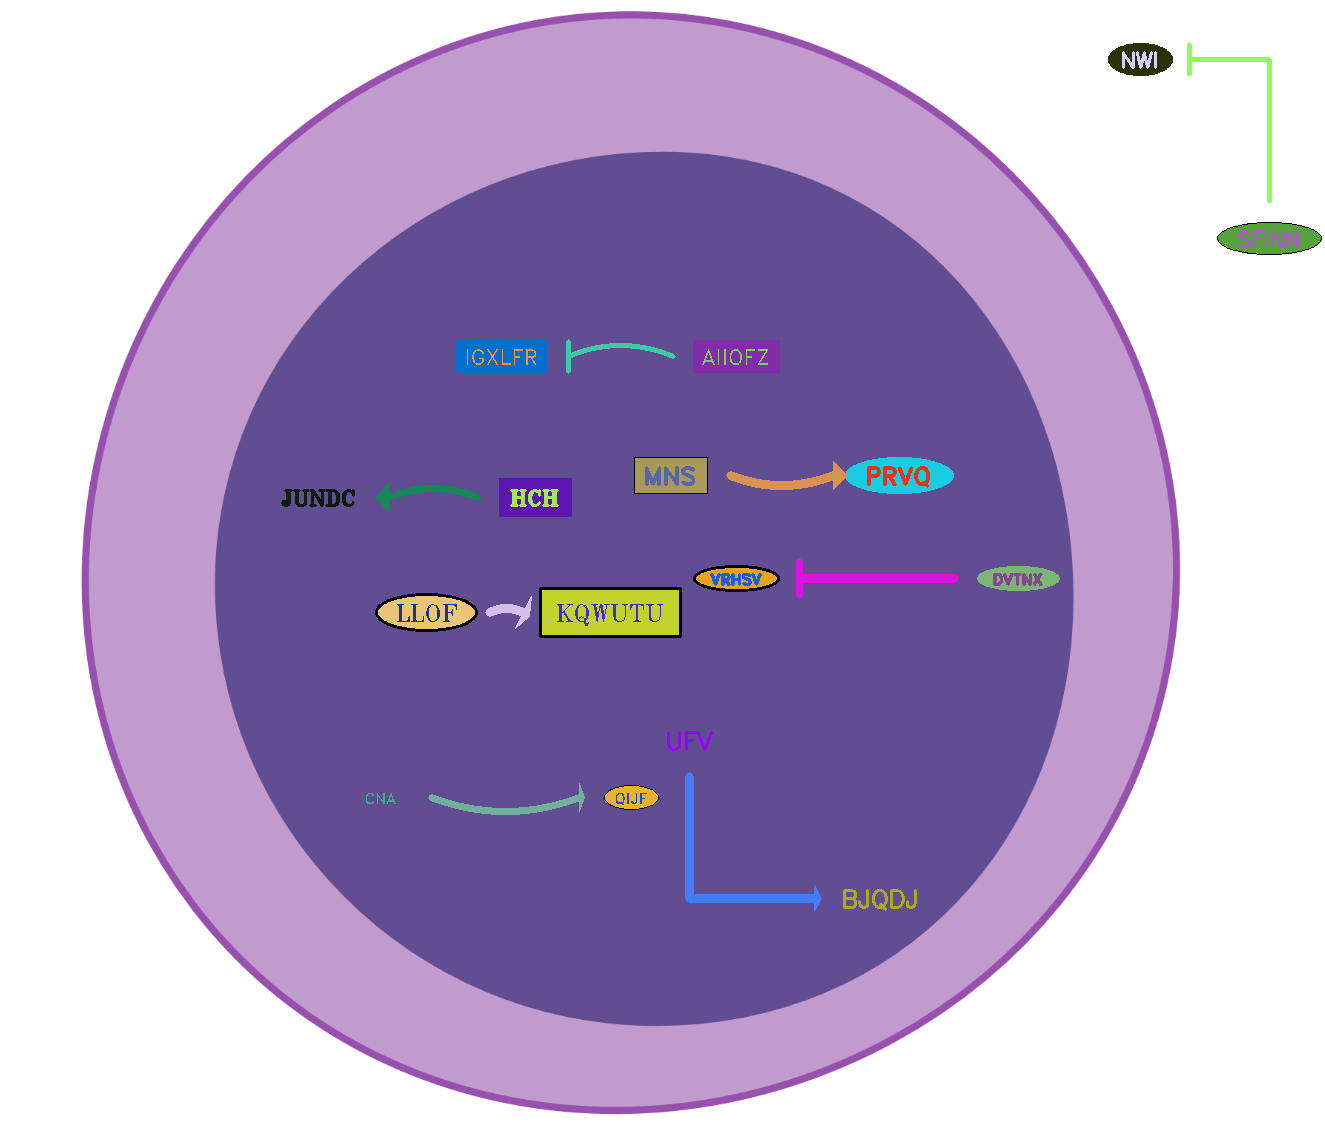 NWI
SFINN
IGXLFR
AIIOFZ
MNS
PRVQ
JUNDC
HCH
VRHSV
DVTNX
LLOF
KQWUTU
UFV
CNA
QIJF
BJQDJ